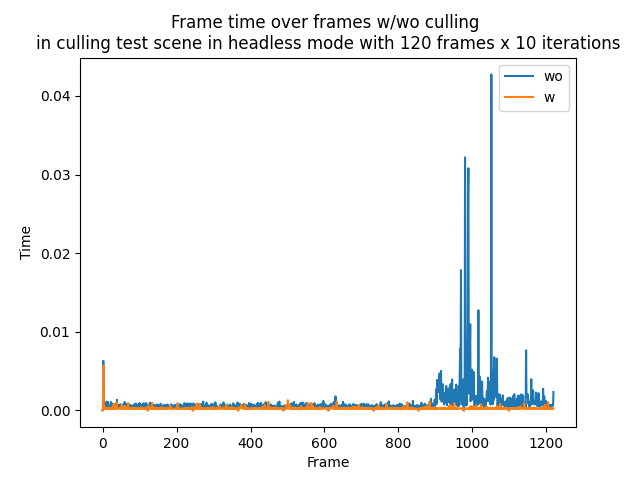 Frame time over frames w/wo culling
in culling test scene in headless mode with 120 frames x 10 iterations
wo
w
0.04
0.03
0.02
0.01
0.00
Time
0 200 400 600 800 1000 1200
Frame